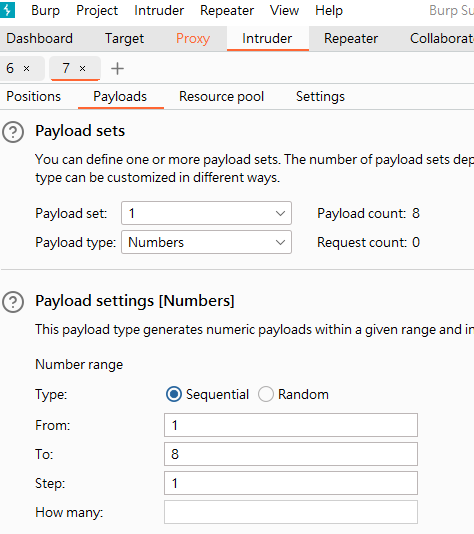 Burp Project Intruder Repeater View Help Burp Su
Dashboard Target Proxy Intruder Repeater Collaborat
6 × 7 × +
Positions Payloads Resource pool Settings
? Payload sets
You can define one or more payload sets. The number of payload sets dep
type can be customized in different ways.
Payload set: 1 Payload count: 8
Payload type: Numbers Request count: 0
? Payload settings [Numbers]
This payload type generates numeric payloads within a given range and in
Number range
Type: Sequential Random
From: 1
To: 8
Step: 1
How many: